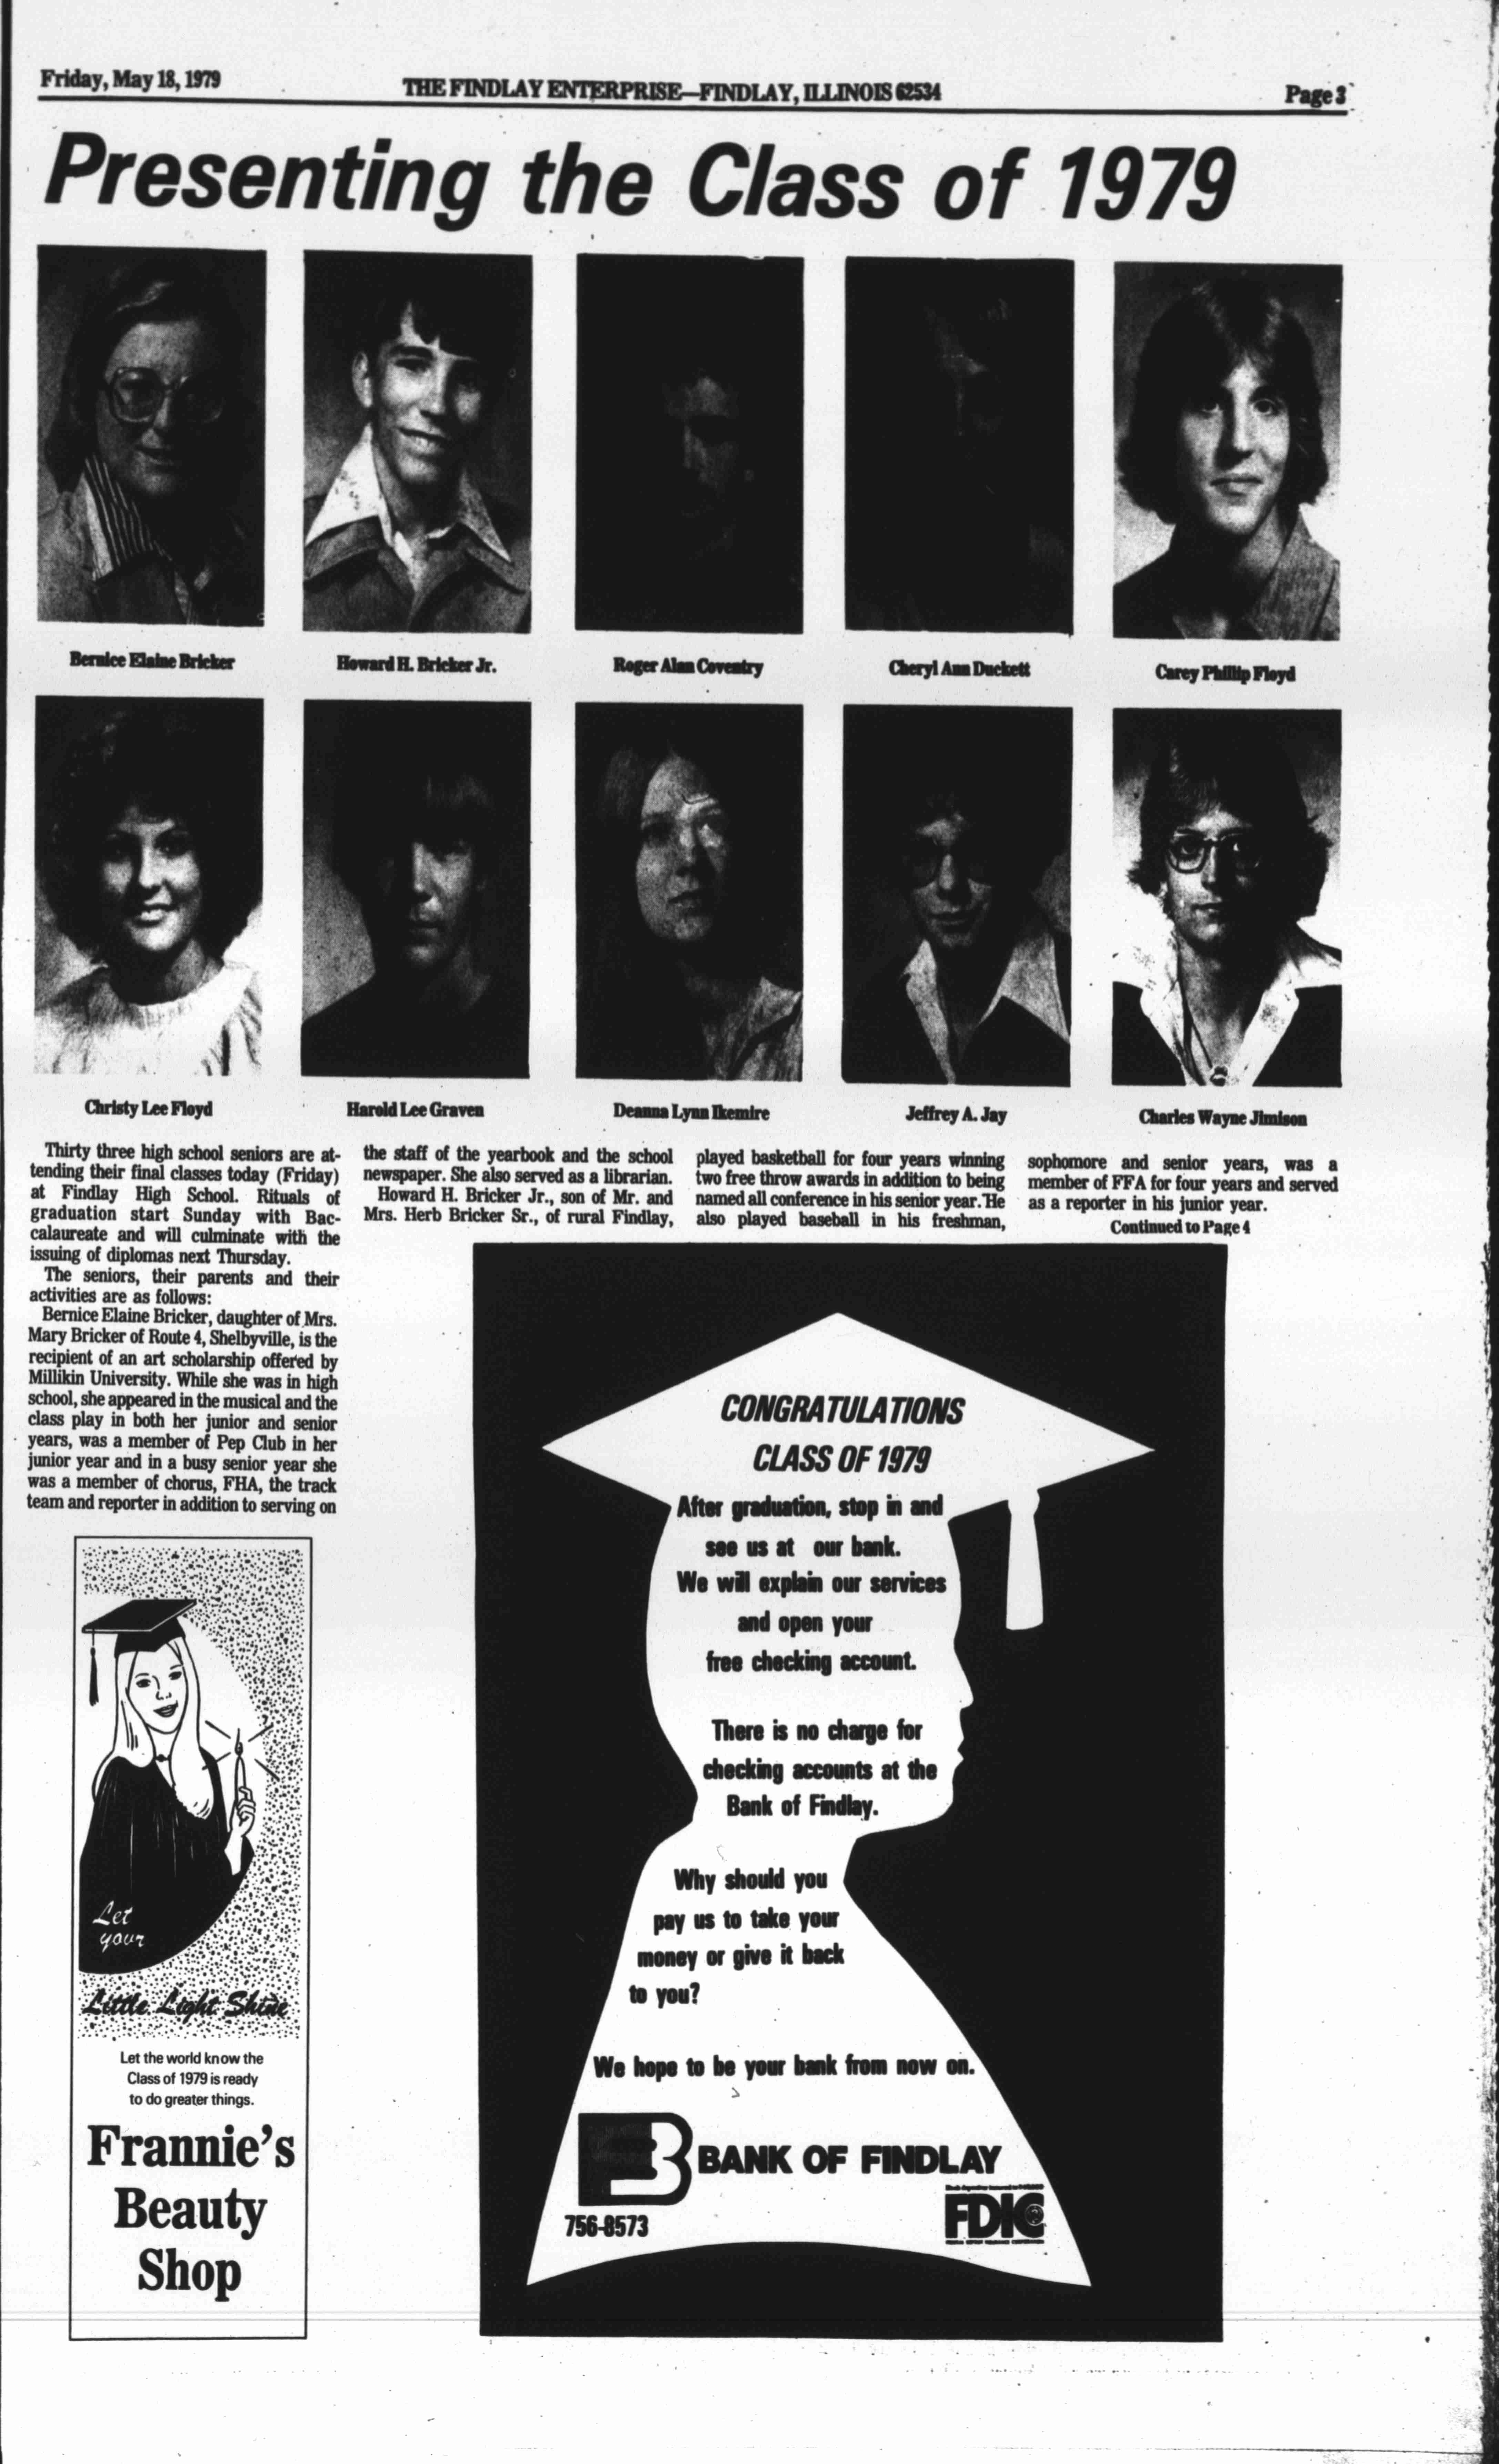 Friday, May 18, 1979
THE FINDLAY ENTERPRISE—FINDLAY, ILLINOIS 62534
Page 3
Presenting the Class of 1979
Bernice Elaine Bricker
Howard H. Bricker Jr.
Roger Alan Coventry
Cheryl Ann Duckett
Carey Phillip Floyd
Christy Lee Floyd
Harold Lee Graven
Deanna Lynn Ikemire
Jeffrey A. Jay
Charles Wayne Jimison
Thirty three high school seniors are at-
tending their final classes today (Friday)
at Findlay High School. Rituals of
graduation start Sunday with Bac-
calaureate and will culminate with the
issuing of diplomas next Thursday.
The seniors, their parents and their
activities are as follows:
Bernice Elaine Bricker, daughter of Mrs.
Mary Bricker of Route 4, Shelbyville, is the
recipient of an art scholarship offered by
Millikin University. While she was in high
school, she appeared in the musical and the
class play in both her junior and senior
years, was a member of Pep Club in her
junior year and in a busy senior year she
was a member of chorus, FHA, the track
team and reporter in addition to serving on
the staff of the yearbook and the school
newspaper. She also served as a librarian.
Howard H. Bricker Jr., son of Mr. and
Mrs. Herb Bricker Sr., of rural Findlay,
played basketball for four years winning
two free throw awards in addition to being
named all conference in his senior year. He
also played baseball in his freshman,
sophomore and senior years, was a
member of FFA for four years and served
as a reporter in his junior year.
Continued to Page 4
Let
your
Little Light Shine
Let the world know the
Class of 1979 is ready
to do greater things.
Frannie's
Beauty
Shop
CONGRATULATIONS
CLASS OF 1979
After graduation, stop in and
see us at our bank.
We will explain our services
and open your
free checking account.
There is no charge for
checking accounts at the
Bank of Findlay.
Why should you
pay us to take your
money or give it back
to you?
We hope to be your bank from now on.
BANK OF FINDLAY
756-8573
FDIC